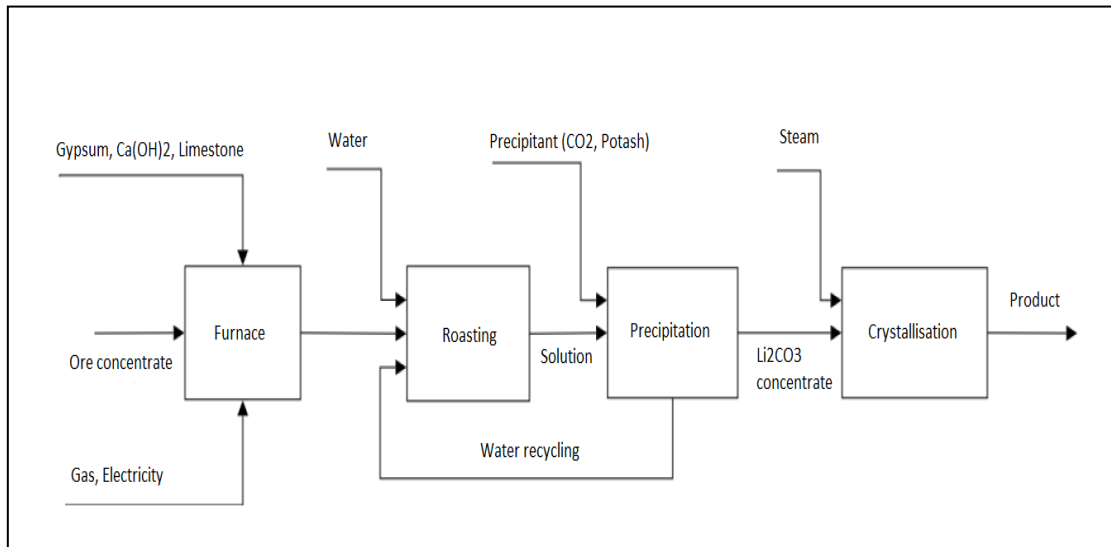 Gypsum, Ca(OH)2, Limestone
Water
Precipitant (CO2, Potash)
Steam
Ore concentrate
Furnace
Roasting
Solution
Precipitation
Li2CO3
concentrate
Crystallisation
Product
Gas, Electricity
Water recycling